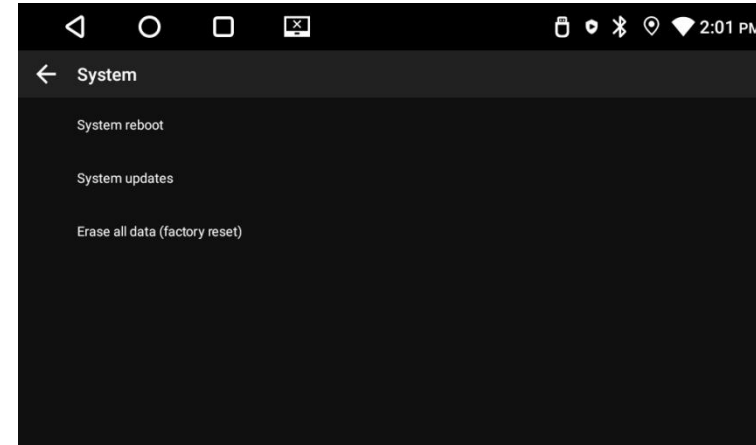 2:01 PM
System
System reboot
System updates
Erase all data (factory reset)